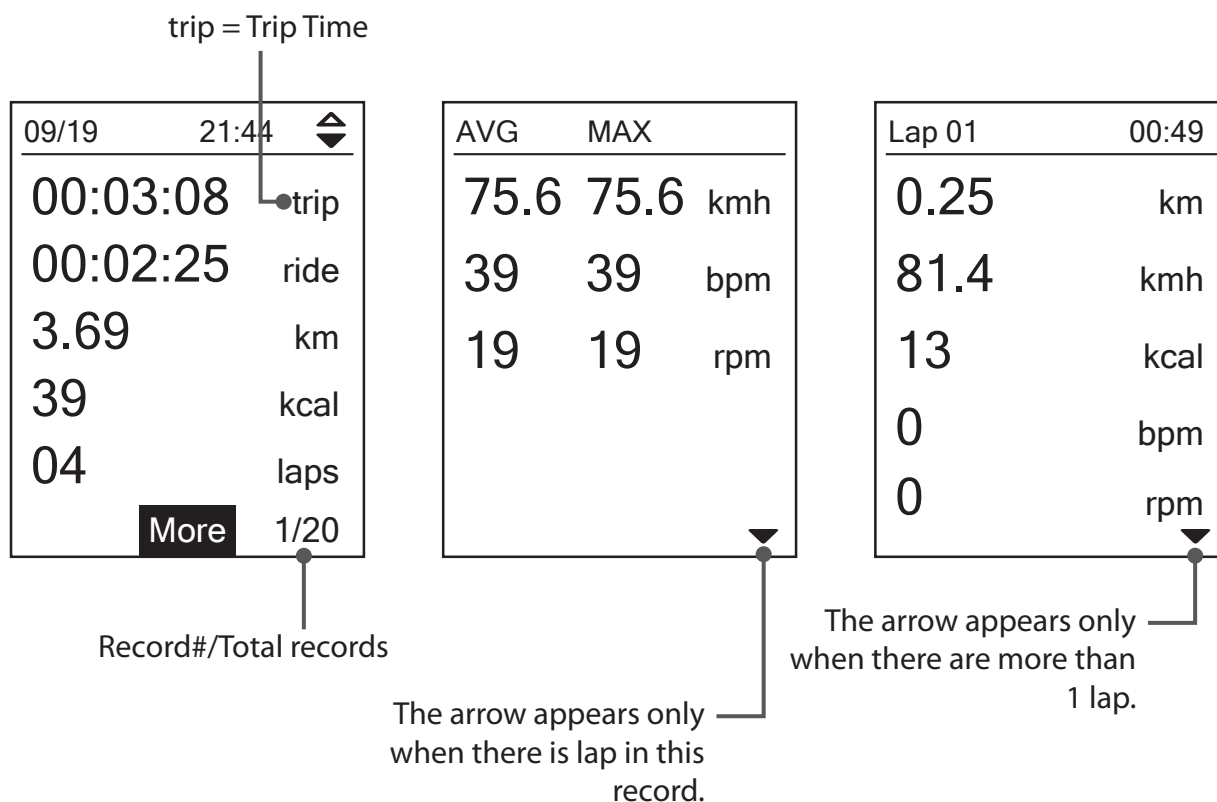 trip = Trip Time
09/19 21:44
00:03:08 trip
00:02:25 ride
3.69 km
39 kcal
04 laps
More 1/20
Record#/Total records
AVG MAX
75.6 75.6 kmh
39 39 bpm
19 19 rpm
The arrow appears only
when there is lap in this
record.
Lap 01 00:49
0.25 km
81.4 kmh
13 kcal
0 bpm
0 rpm
The arrow appears only
when there are more than
1 lap.